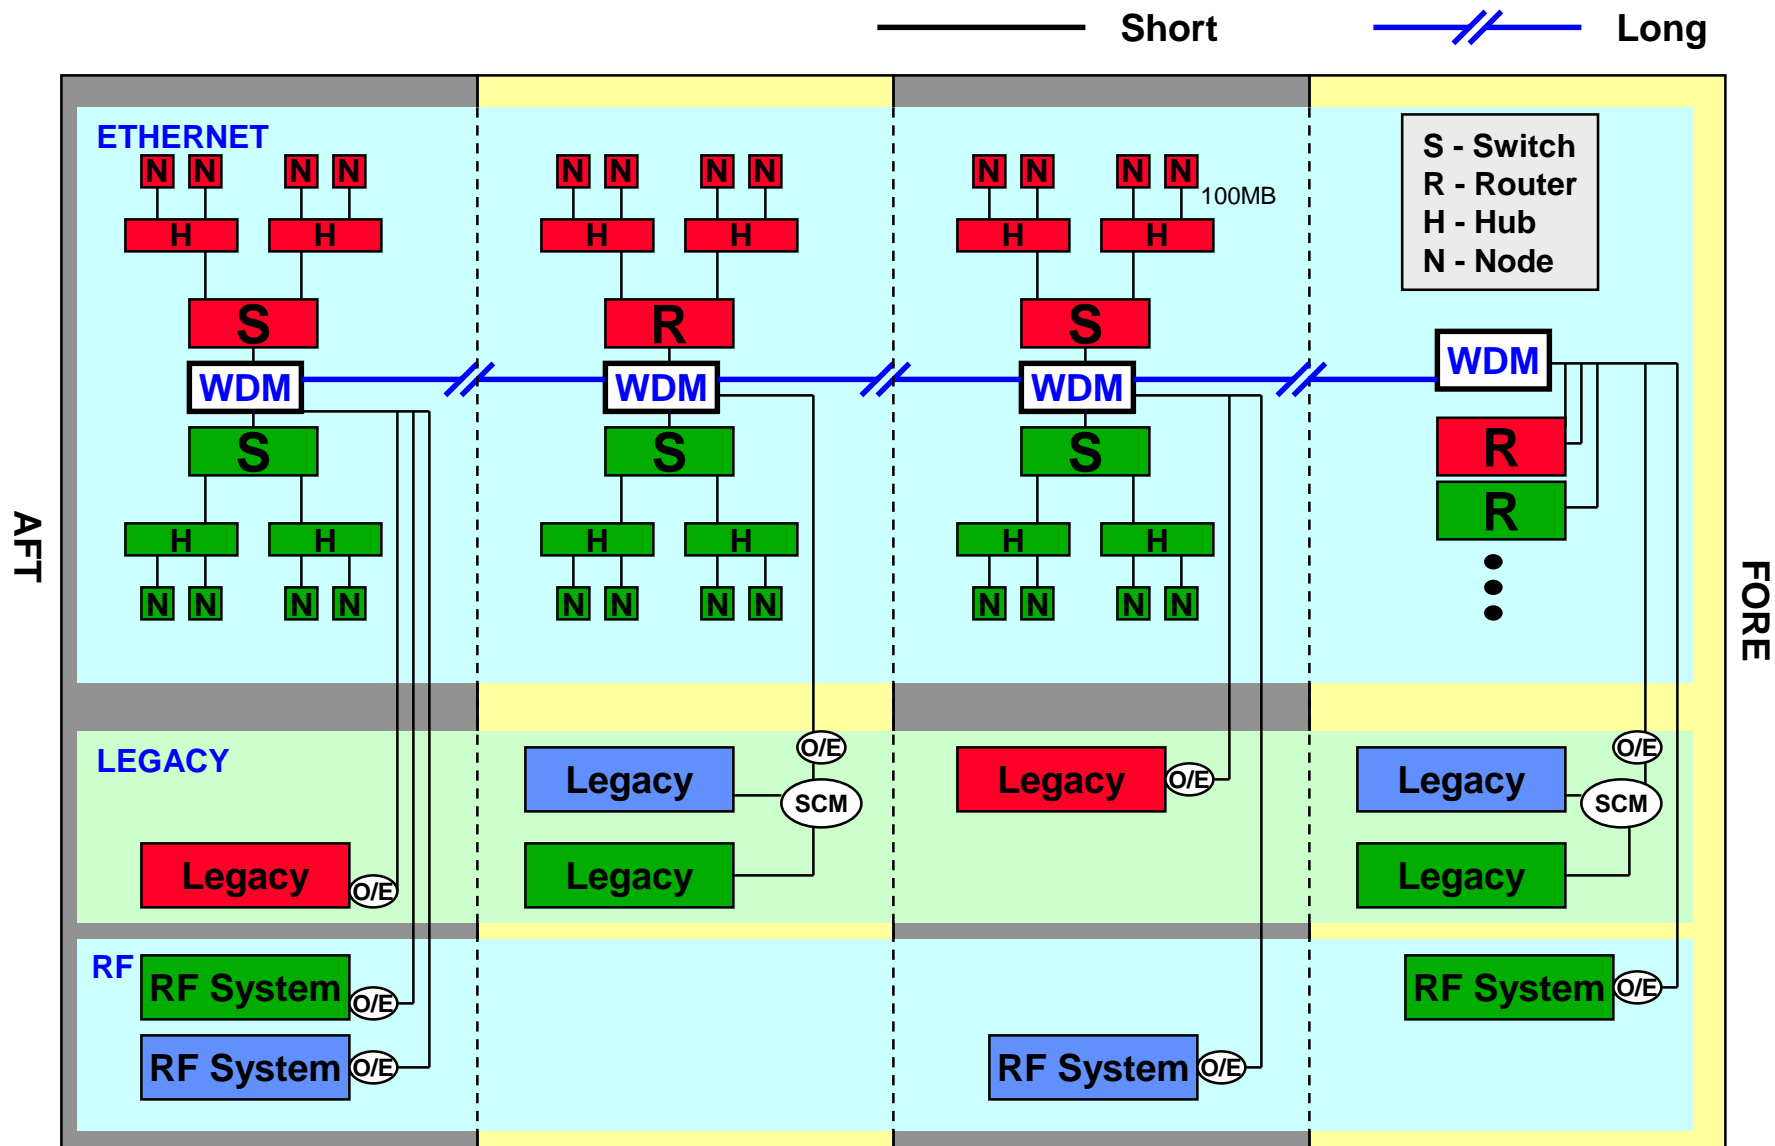 Short Long
ETHERNET
N N N N N N N N N N N N
100MB
H H H H H H
S - Switch
R - Router
H - Hub
N - Node
S R S
WDM WDM WDM WDM
S S S R
R
H H H H H H
N N N N N N N N N N N N
AFT
FORE
LEGACY
O/E O/E
Legacy Legacy O/E Legacy
SCM SCM
Legacy O/E Legacy Legacy
RF
RF System O/E RF System O/E
RF System O/E RF System O/E